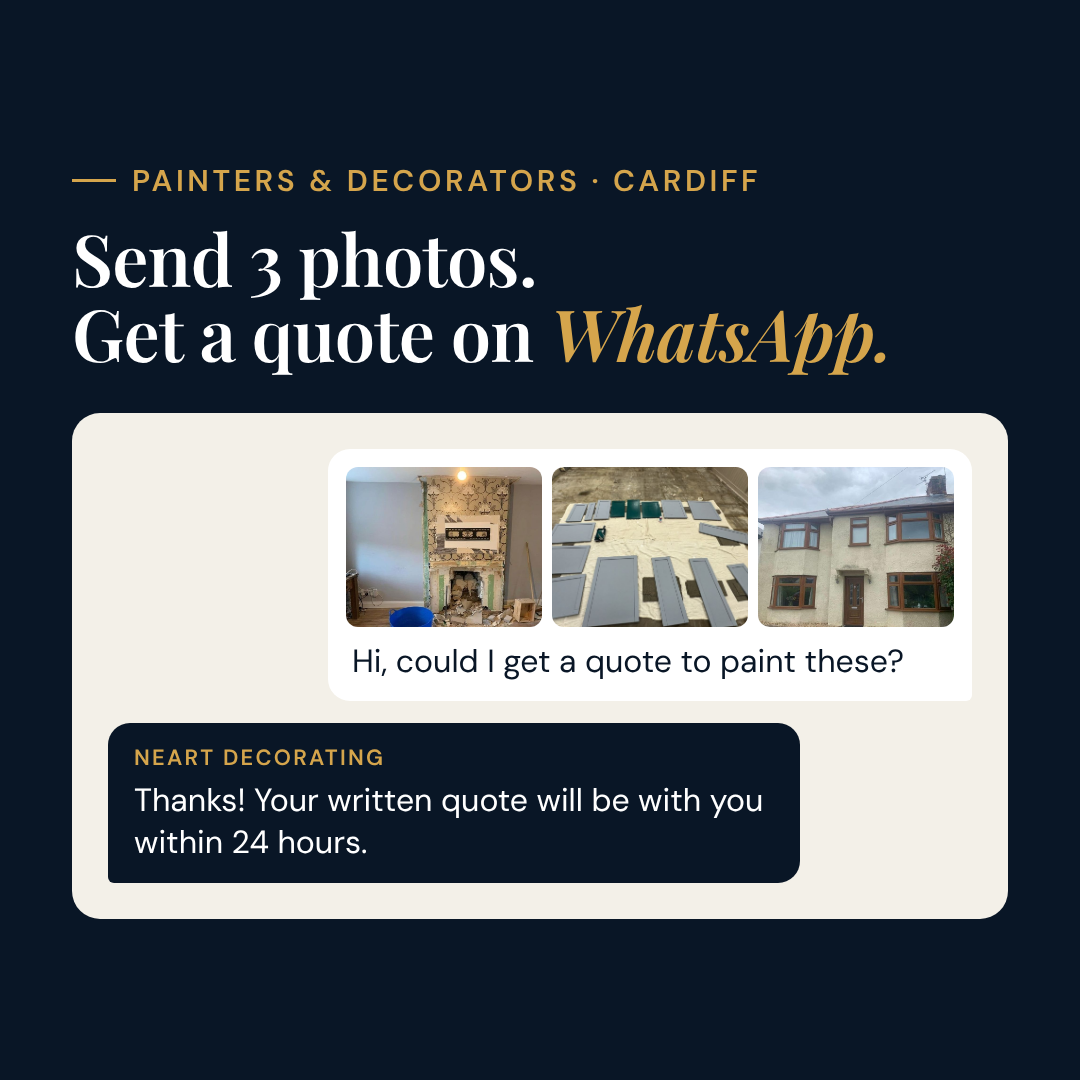 PAINTERS & DECORATORS · CARDIFF
Send 3 photos.
Get a quote on WhatsApp.
Hi, could I get a quote to paint these?
NEART DECORATING
Thanks! Your written quote will be with you
within 24 hours.